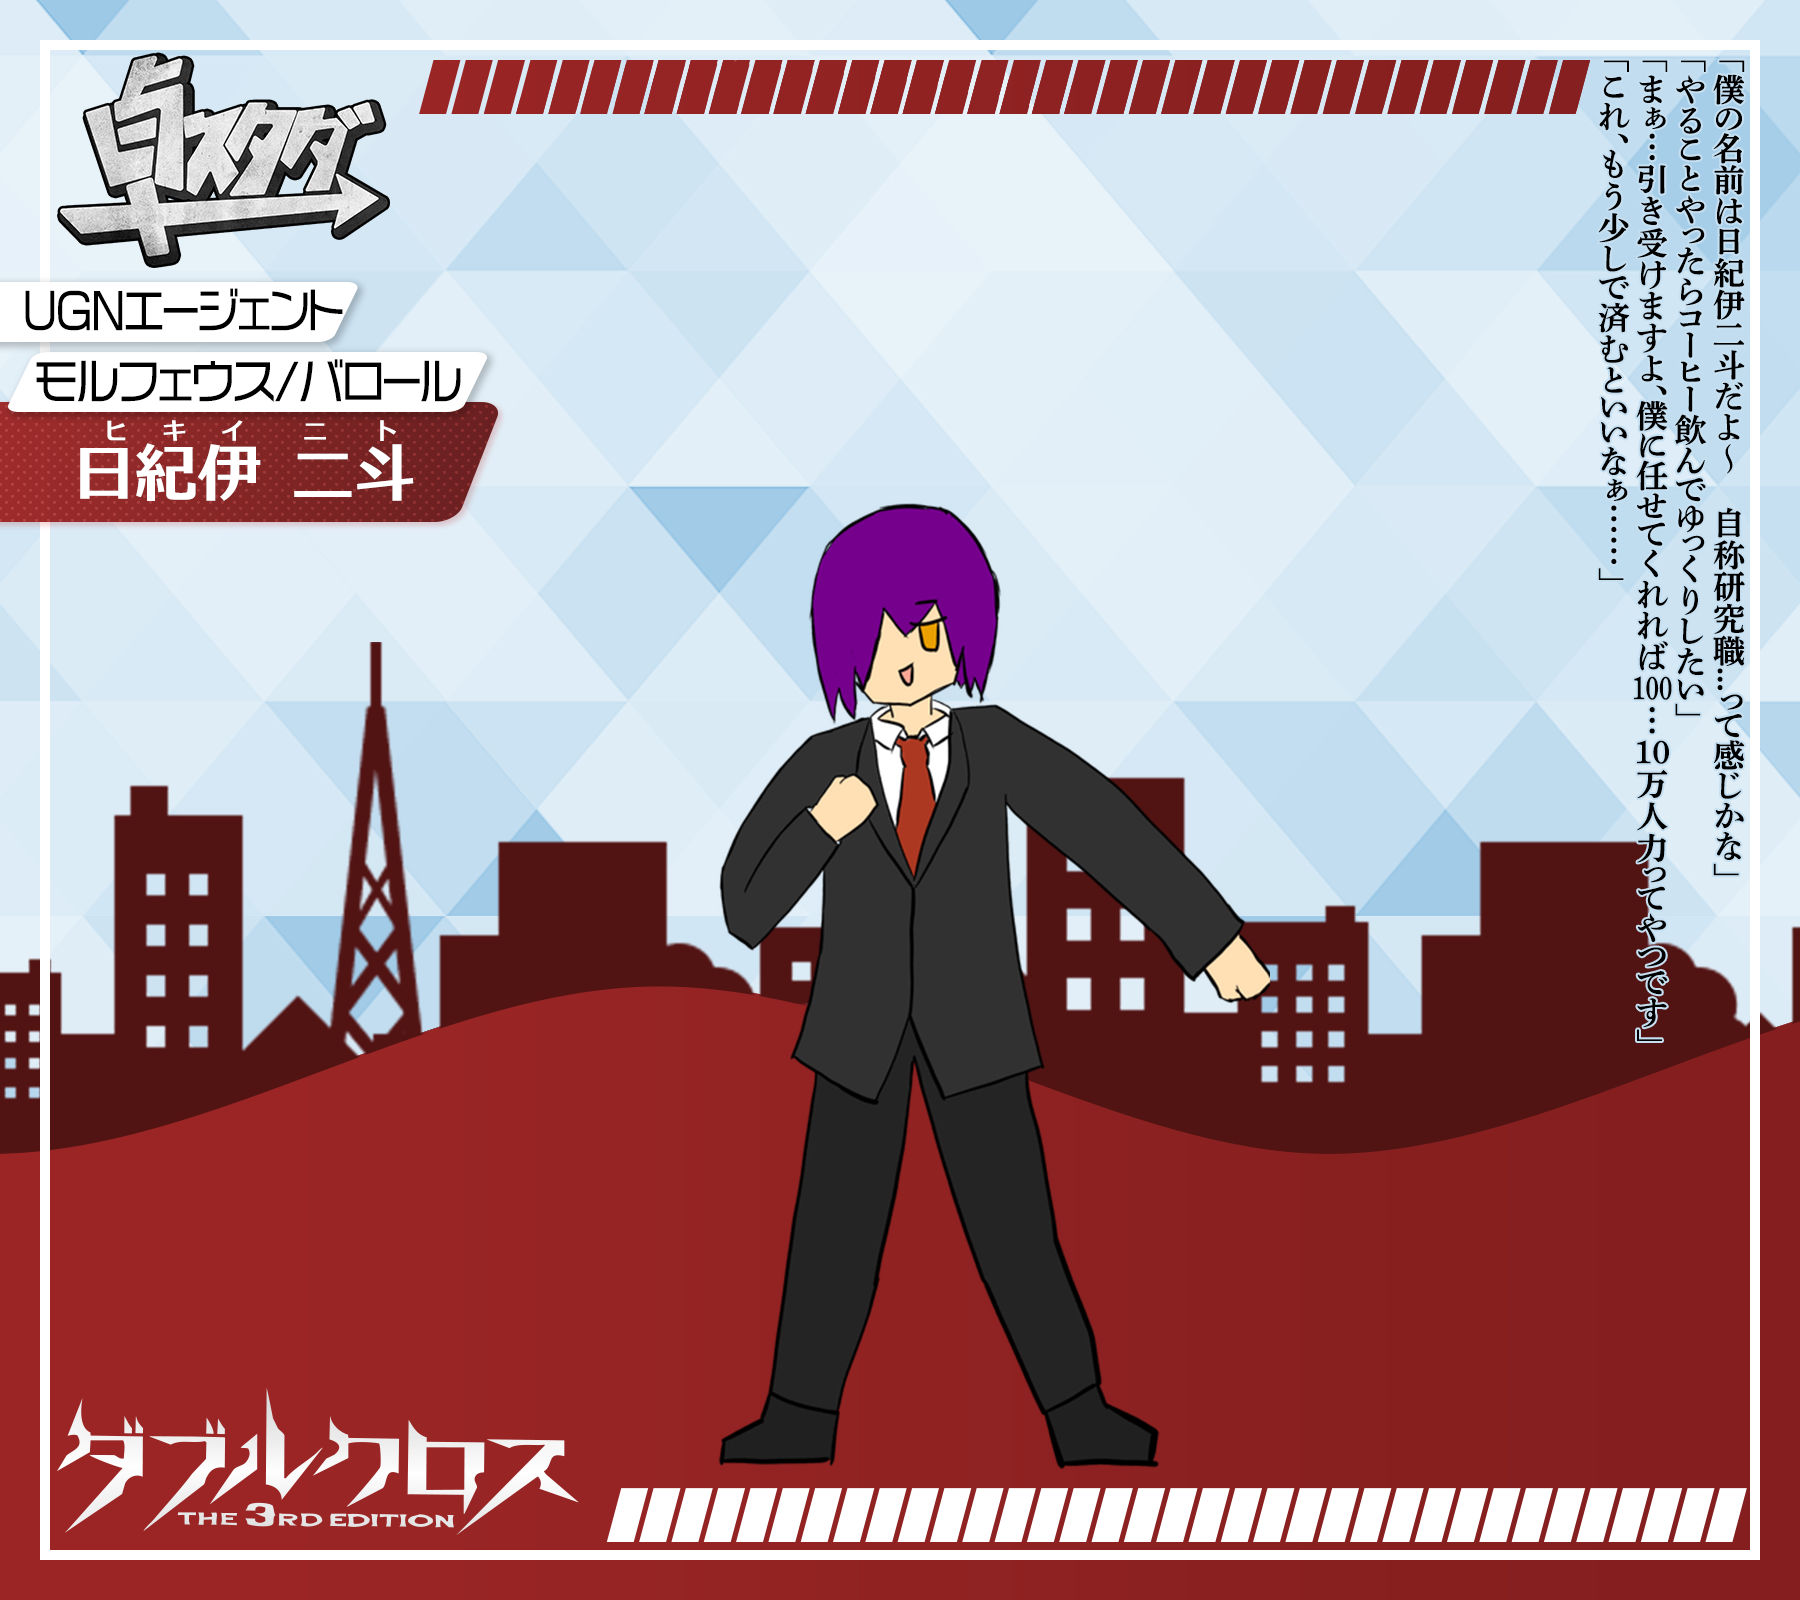 卓スタダ
UGNエージェント
モルフェウス/バロール
ヒキイ ニト
日紀伊 二斗
「僕の名前は日紀伊二斗だよ～　自称研究職…って感じかな」
「やることやったらコーヒー飲んでゆっくりしたい」
「まぁ…引き受けますよ、僕に任せてくれれば100…10万人力ってやつです」
「これ、もう少しで済むといいなぁ……」
ダブルクロス
THE 3RD EDITION